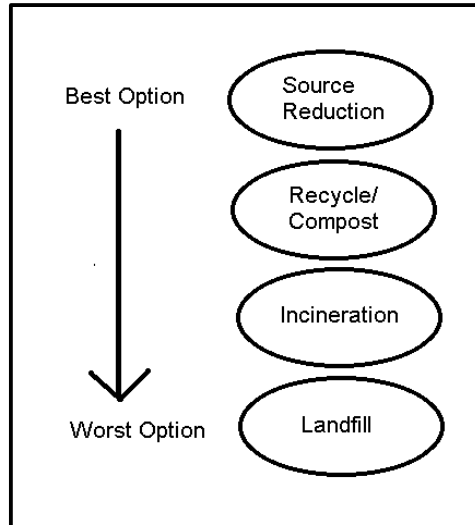 Best Option
Source
Reduction
Recycle/
Compost
Incineration
Worst Option
Landfill